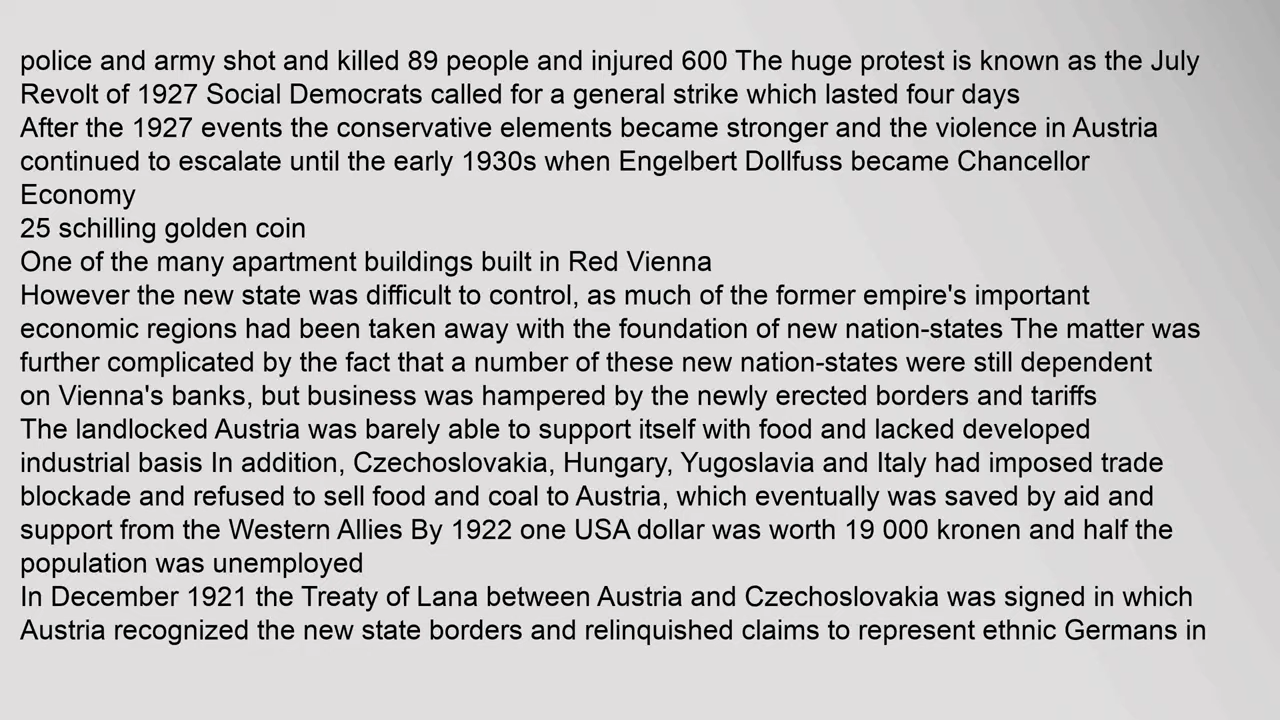 police and army shot and killed 89 people and injured 600 The huge protest is known as the July
Revolt of 1927 Social Democrats called for a general strike which lasted four days
After the 1927 events the conservative elements became stronger and the violence in Austria
continued to escalate until the early 1930s when Engelbert Dollfuss became Chancellor
Economy
25 schilling golden coin
One of the many apartment buildings built in Red Vienna
However the new state was difficult to control, as much of the former empire's important
economic regions had been taken away with the foundation of new nation-states The matter was
further complicated by the fact that a number of these new nation-states were still dependent
on Vienna's banks, but business was hampered by the newly erected borders and tariffs
The landlocked Austria was barely able to support itself with food and lacked developed
industrial basis In addition, Czechoslovakia, Hungary, Yugoslavia and Italy had imposed trade
blockade and refused to sell food and coal to Austria, which eventually was saved by aid and
support from the Western Allies By 1922 one USA dollar was worth 19 000 kronen and half the
population was unemployed
In December 1921 the Treaty of Lana between Austria and Czechoslovakia was signed in which
Austria recognized the new state borders and relinquished claims to represent ethnic Germans in